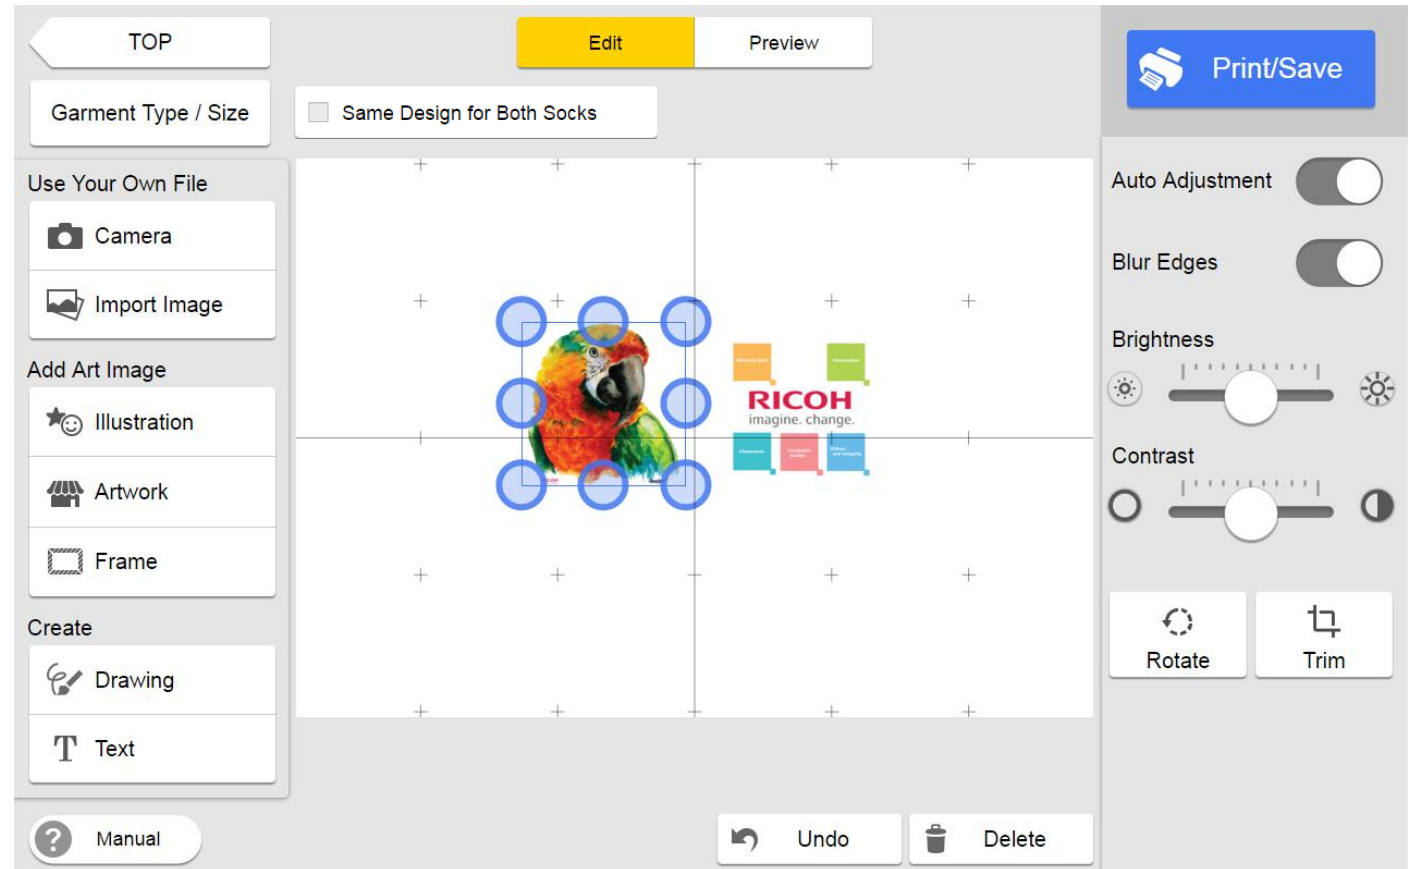 TOP
Edit
Preview
Print/Save
Garment Type / Size
Same Design for Both Socks
Use Your Own File
Camera
Import Image
Add Art Image
Illustration
Artwork
Frame
Create
Drawing
T Text
? Manual
RICOH
imagine. change.
Undo
Delete
Auto Adjustment
Blur Edges
Brightness
Contrast
Rotate
Trim